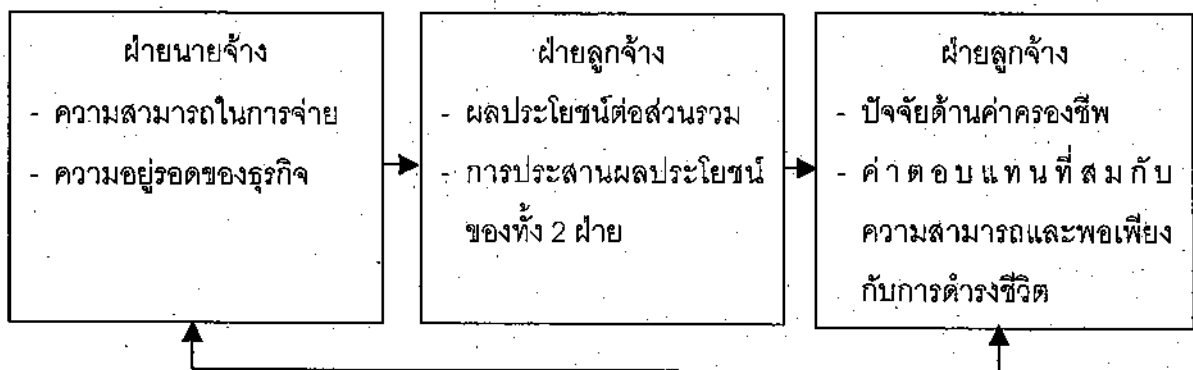 ฝ่ายนายจ้าง
- ความสามารถในการจ่าย
- ความอยู่รอดของธุรกิจ
ฝ่ายลูกจ้าง
- ผลประโยชน์ต่อส่วนรวม
- การประสานผลประโยชน์
ของทั้ง 2 ฝ่าย
ฝ่ายลูกจ้าง
- ปัจจัยด้านค่าครองชีพ
- ค่าตอบแทนที่สมกับ
ความสามารถและพอเพียง
กับการดำรงชีวิต